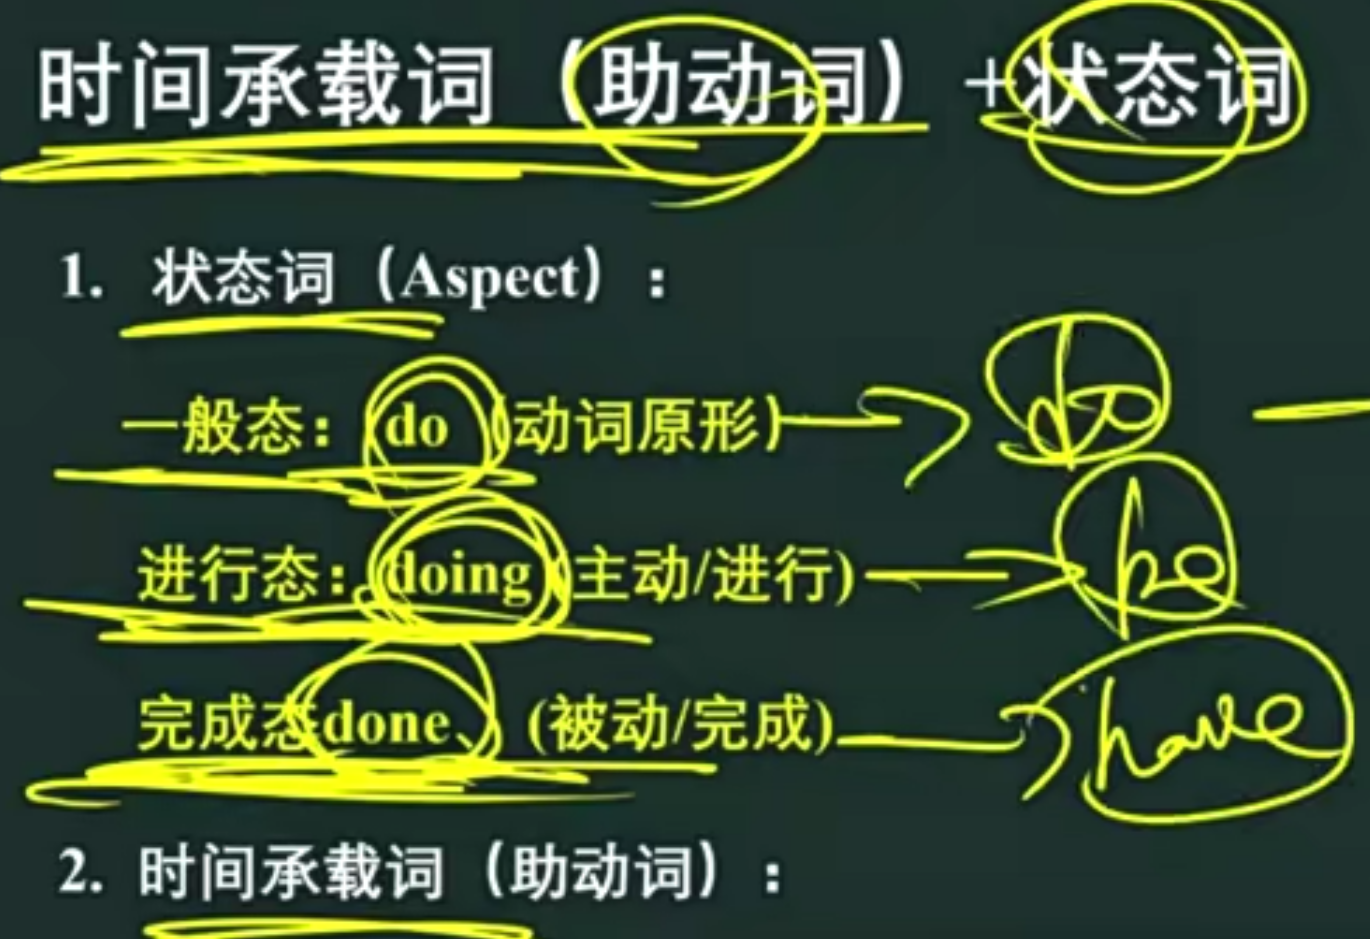 时间承载词（助动词）+状态词
1. 状态词（Aspect）：
一般态：do (动词原形) do
进行态：doing (主动/进行) be
完成态done、 (被动/完成) have
2. 时间承载词（助动词）：